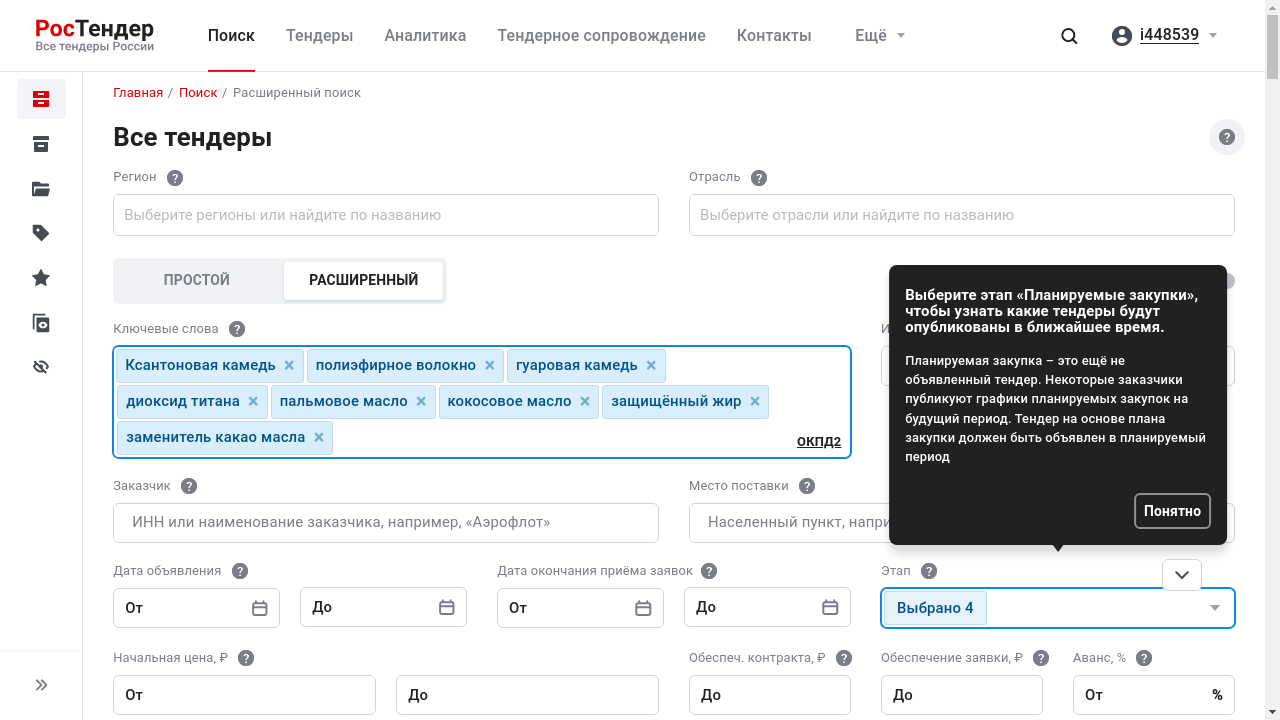 РосТендер
Все тендеры России
Поиск
Тендеры
Аналитика
Тендерное сопровождение
Контакты
Ещё
i448539
Главная / Поиск / Расширенный поиск
Все тендеры
?
Регион ?
Отрасль ?
Выберите регионы или найдите по названию
Выберите отрасли или найдите по названию
ПРОСТОЙ
РАСШИРЕННЫЙ
Выберите этап «Планируемые закупки»,
чтобы узнать какие тендеры будут
опубликованы в ближайшее время.
Планируемая закупка – это ещё не
объявленный тендер. Некоторые заказчики
публикуют графики планируемых закупок на
будущий период. Тендер на основе плана
закупки должен быть объявлен в планируемый
период
Понятно
Ключевые слова ?
Ксантоновая камедь × полиэфирное волокно × гуаровая камедь ×
диоксид титана × пальмовое масло × кокосовое масло × защищённый жир ×
заменитель какао масла ×
ОКПД2
Заказчик ?
Место поставки ?
ИНН или наименование заказчика, например, «Аэрофлот»
Населенный пункт, напри
Дата объявления ?
Дата окончания приёма заявок ?
Этап ?
От
До
От
До
Выбрано 4
Начальная цена, ₽ ?
Обеспеч. контракта, ₽ ?
Обеспечение заявки, ₽ ?
Аванс, % ?
От
До
До
До
От %